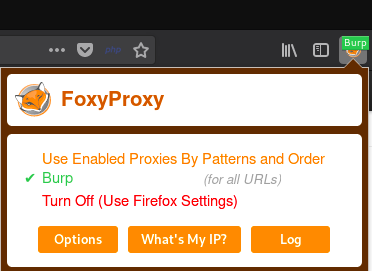 Burp
FoxyProxy
Use Enabled Proxies By Patterns and Order
Burp (for all URLs)
Turn Off (Use Firefox Settings)
Options What's My IP? Log